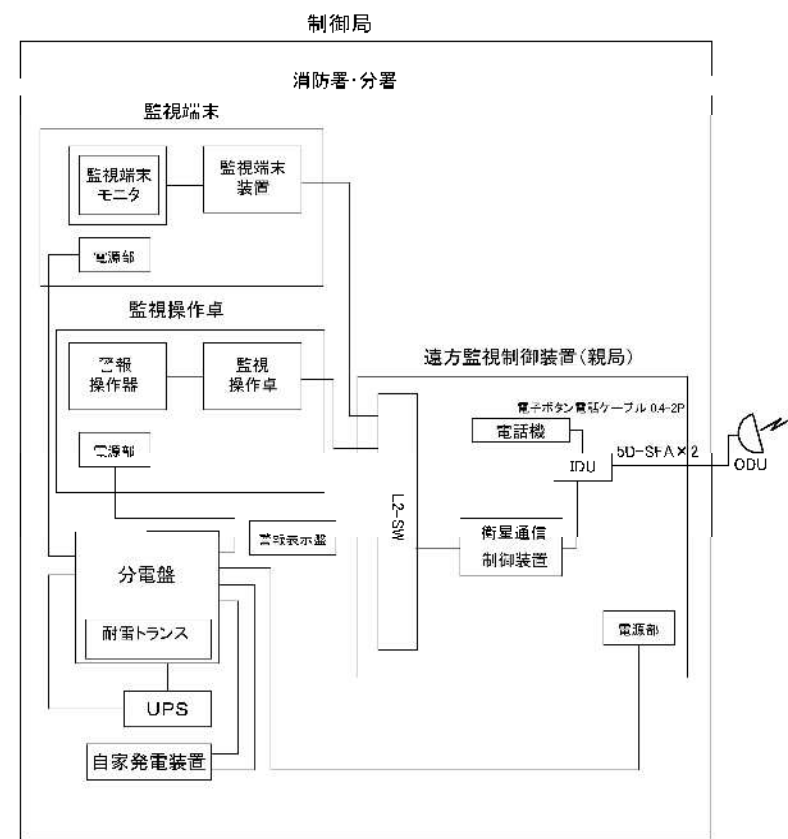 制御局
消防署・分署
監視端末
監視端末
モニタ
監視端末
装置
電源部
監視操作卓
警報
操作器
監視
操作卓
電源部
遠方監視制御装置(親局)
電子ボタン電話ケーブル 0.4-2P
電話機
IDU
5D-SFA×2
ODU
L2-SW
衛星通信
制御装置
警報表示盤
分電盤
耐雷トランス
電源部
UPS
自家発電装置